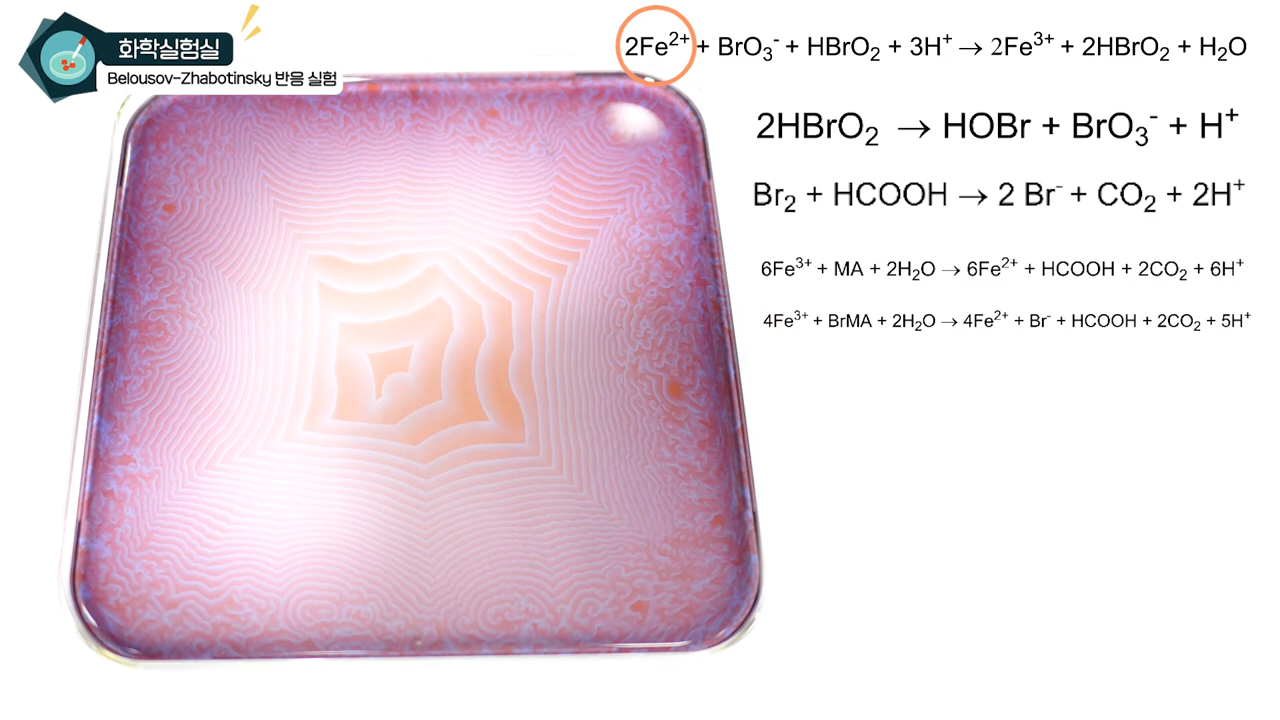 화학실험실
Belousov-Zhabotinsky 반응 실험
2Fe²⁺ + BrO₃⁻ + HBrO₂ + 3H⁺ → 2Fe³⁺ + 2HBrO₂ + H₂O
2HBrO₂ → HOBr + BrO₃⁻ + H⁺
Br₂ + HCOOH → 2 Br⁻ + CO₂ + 2H⁺
6Fe³⁺ + MA + 2H₂O → 6Fe²⁺ + HCOOH + 2CO₂ + 6H⁺
4Fe³⁺ + BrMA + 2H₂O → 4Fe²⁺ + Br⁻ + HCOOH + 2CO₂ + 5H⁺